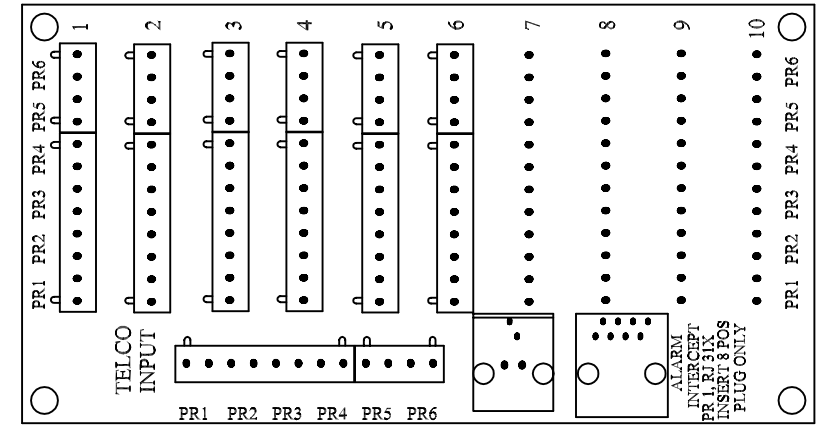 1 2 3 4 5 6 7 8 9 10
PR6 PR6
PR5 PR5
PR4 PR4
PR3 PR3
PR2 PR2
PR1 PR1
TELCO
INPUT
PR1 PR2 PR3 PR4 PR5 PR6
ALARM
INTERCEPT
PR 1, RJ 31X
INSERT 8 POS
PLUG ONLY